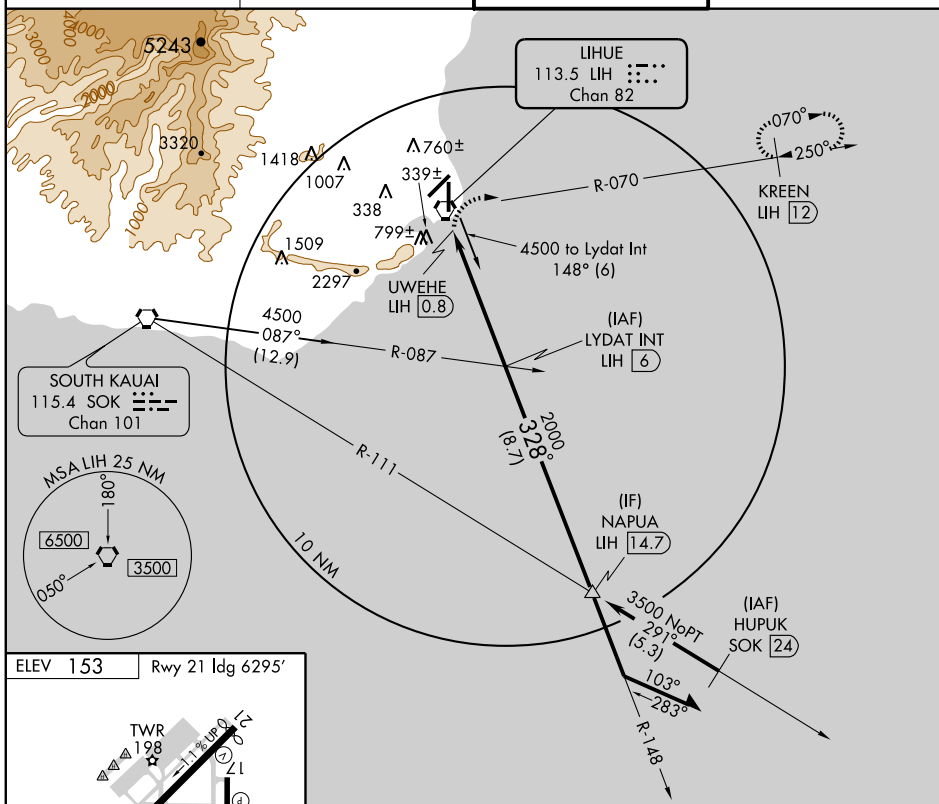 5243
4000
3000
2000
3320
1000
1418
1007
760±
339±
338
799±
1509
2297
LIHUE
113.5 LIH
Chan 82
070°
250°
R-070
KREEN
LIH 12
4500 to Lydat Int
148° (6)
UWEHE
LIH 0.8
(IAF)
LYDAT INT
LIH 6
4500
087°
(12.9)
R-087
SOUTH KAUAI
115.4 SOK
Chan 101
R-111
2000
328°
(8.7)
(IF)
NAPUA
LIH 14.7
10 NM
MSA LIH 25 NM
180°
6500
3500
050°
3500 NoPT
291°
(5.3)
(IAF)
HUPUK
SOK 24
103°
283°
R-148
ELEV 153
Rwy 21 ldg 6295'
TWR
198
1.1% UP
21
V
17
P